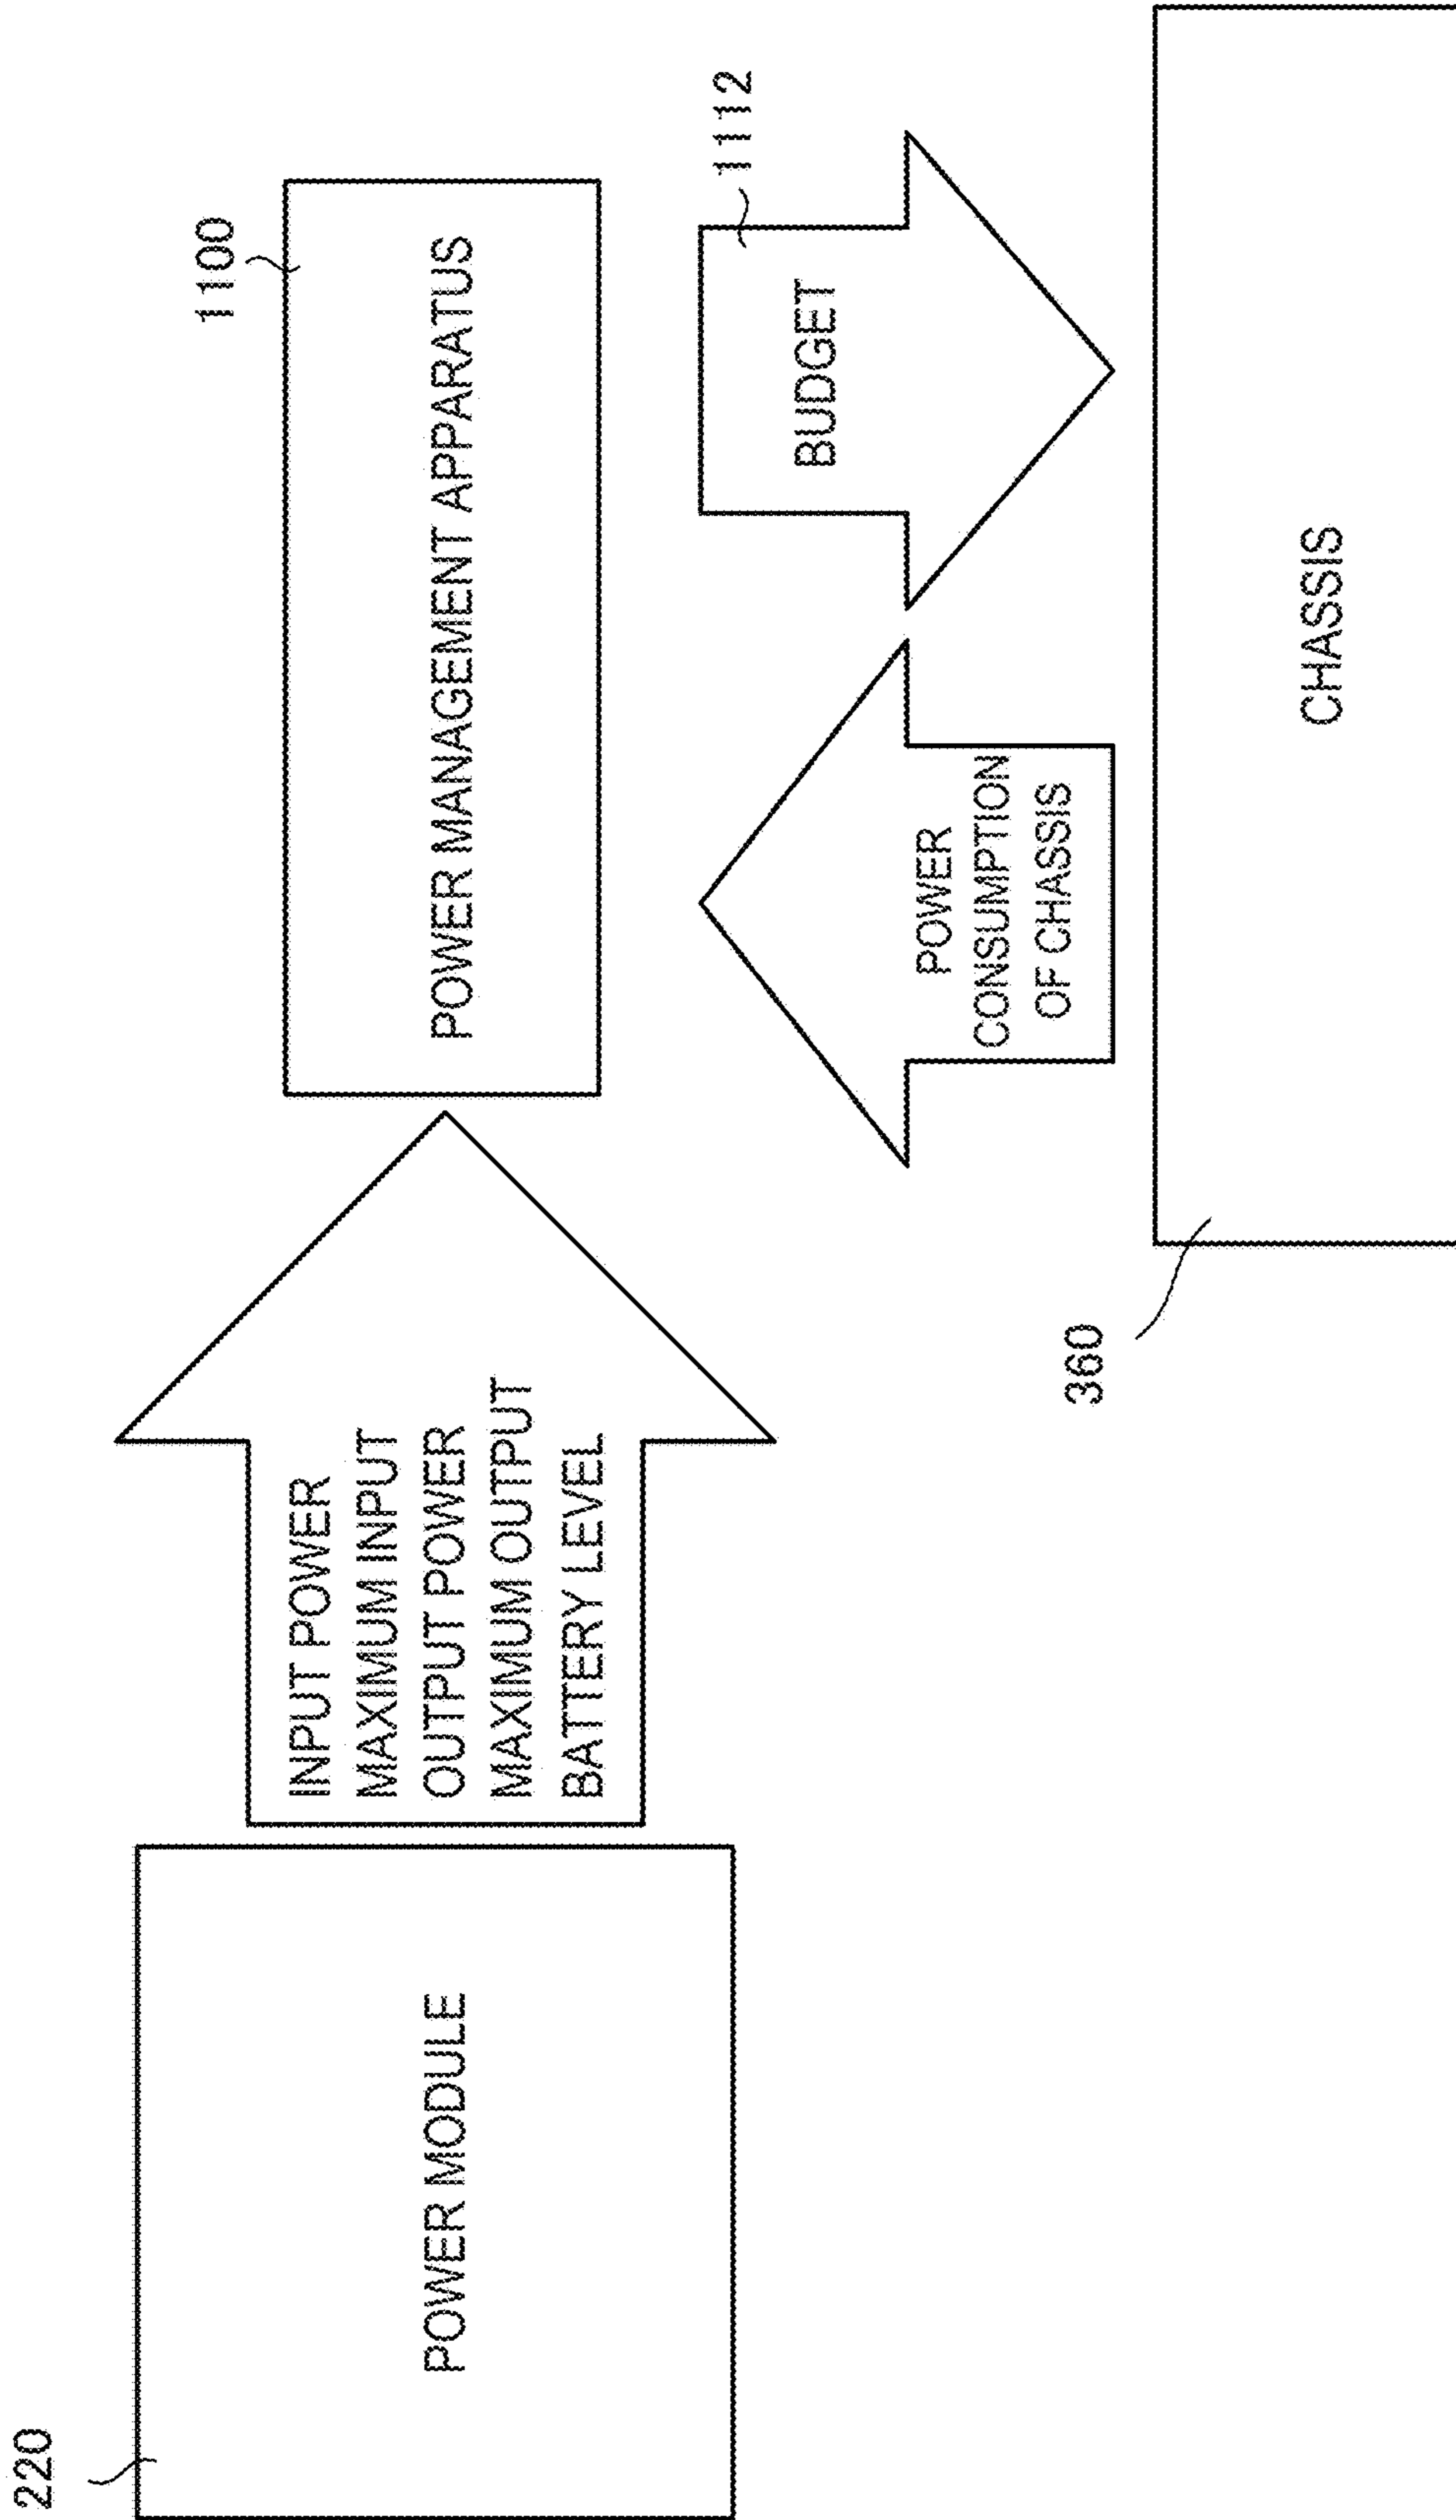 220
POWER MODULE
INPUT POWER
MAXIMUM INPUT
OUTPUT POWER
MAXIMUM OUTPUT
BATTERY LEVEL
1100
POWER MANAGEMENT APPARATUS
POWER
CONSUMPTION
OF CHASSIS
BUDGET
1112
360
CHASSIS